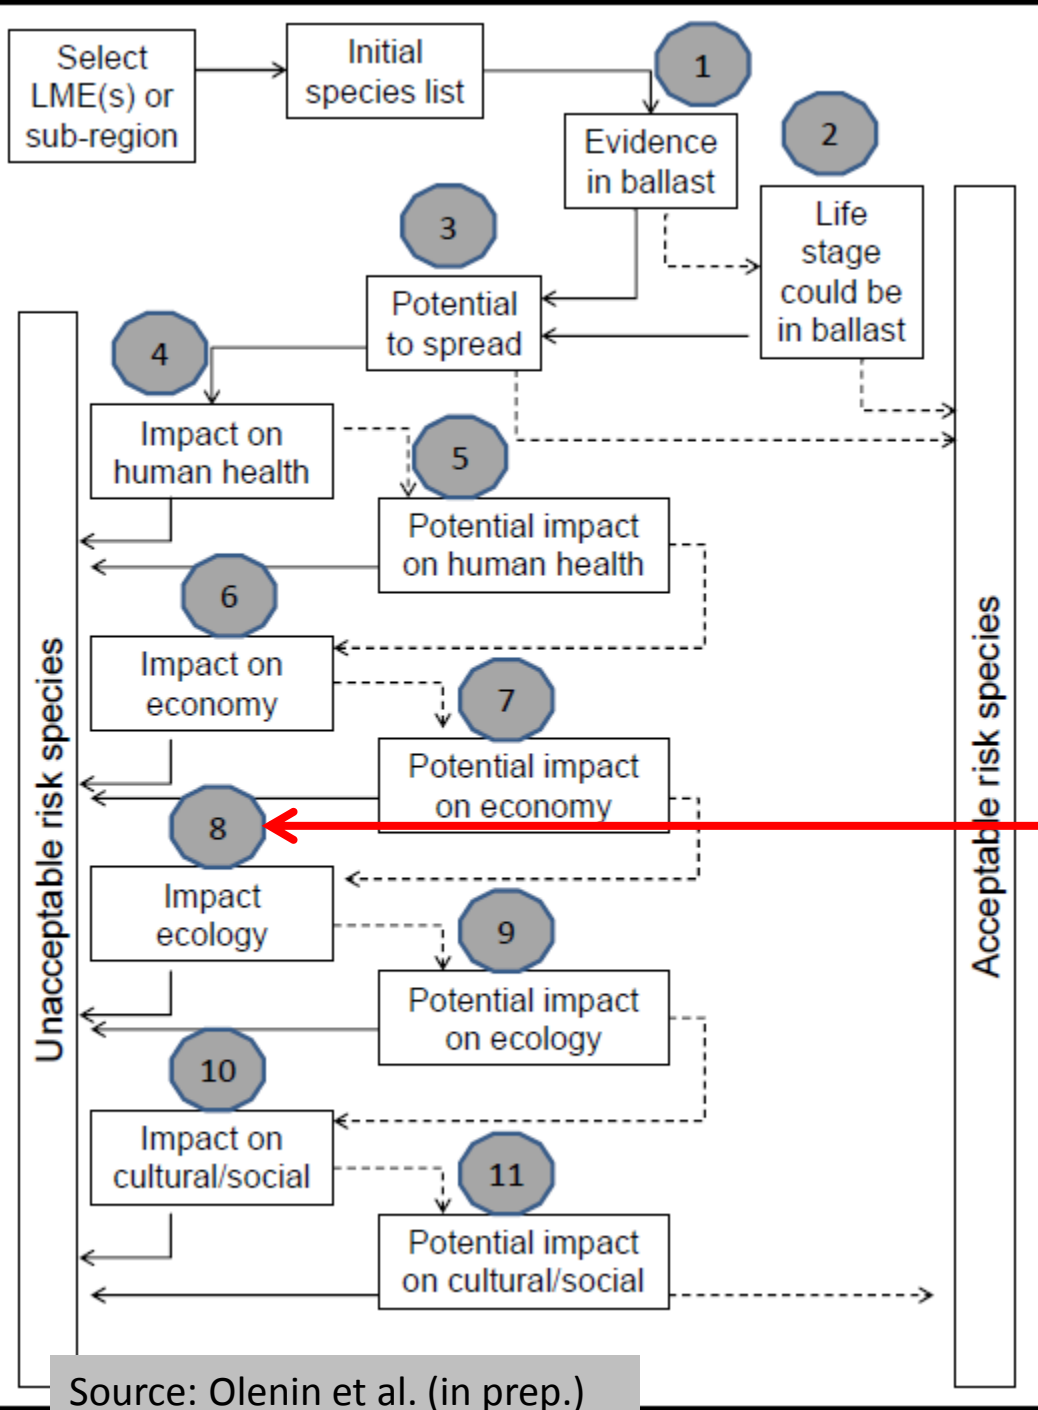 Select
LME(s) or
sub-region
Initial
species list
1
Evidence
in ballast
2
Life
stage
could be
in ballast
3
Potential
to spread
4
Impact on
human health
5
Potential impact
on human health
6
Impact on
economy
7
Potential impact
on economy
8
Impact
ecology
9
Potential impact
on ecology
10
Impact on
cultural/social
11
Potential impact
on cultural/social
Unacceptable risk species
Acceptable risk species
Source: Olenin et al. (in prep.)